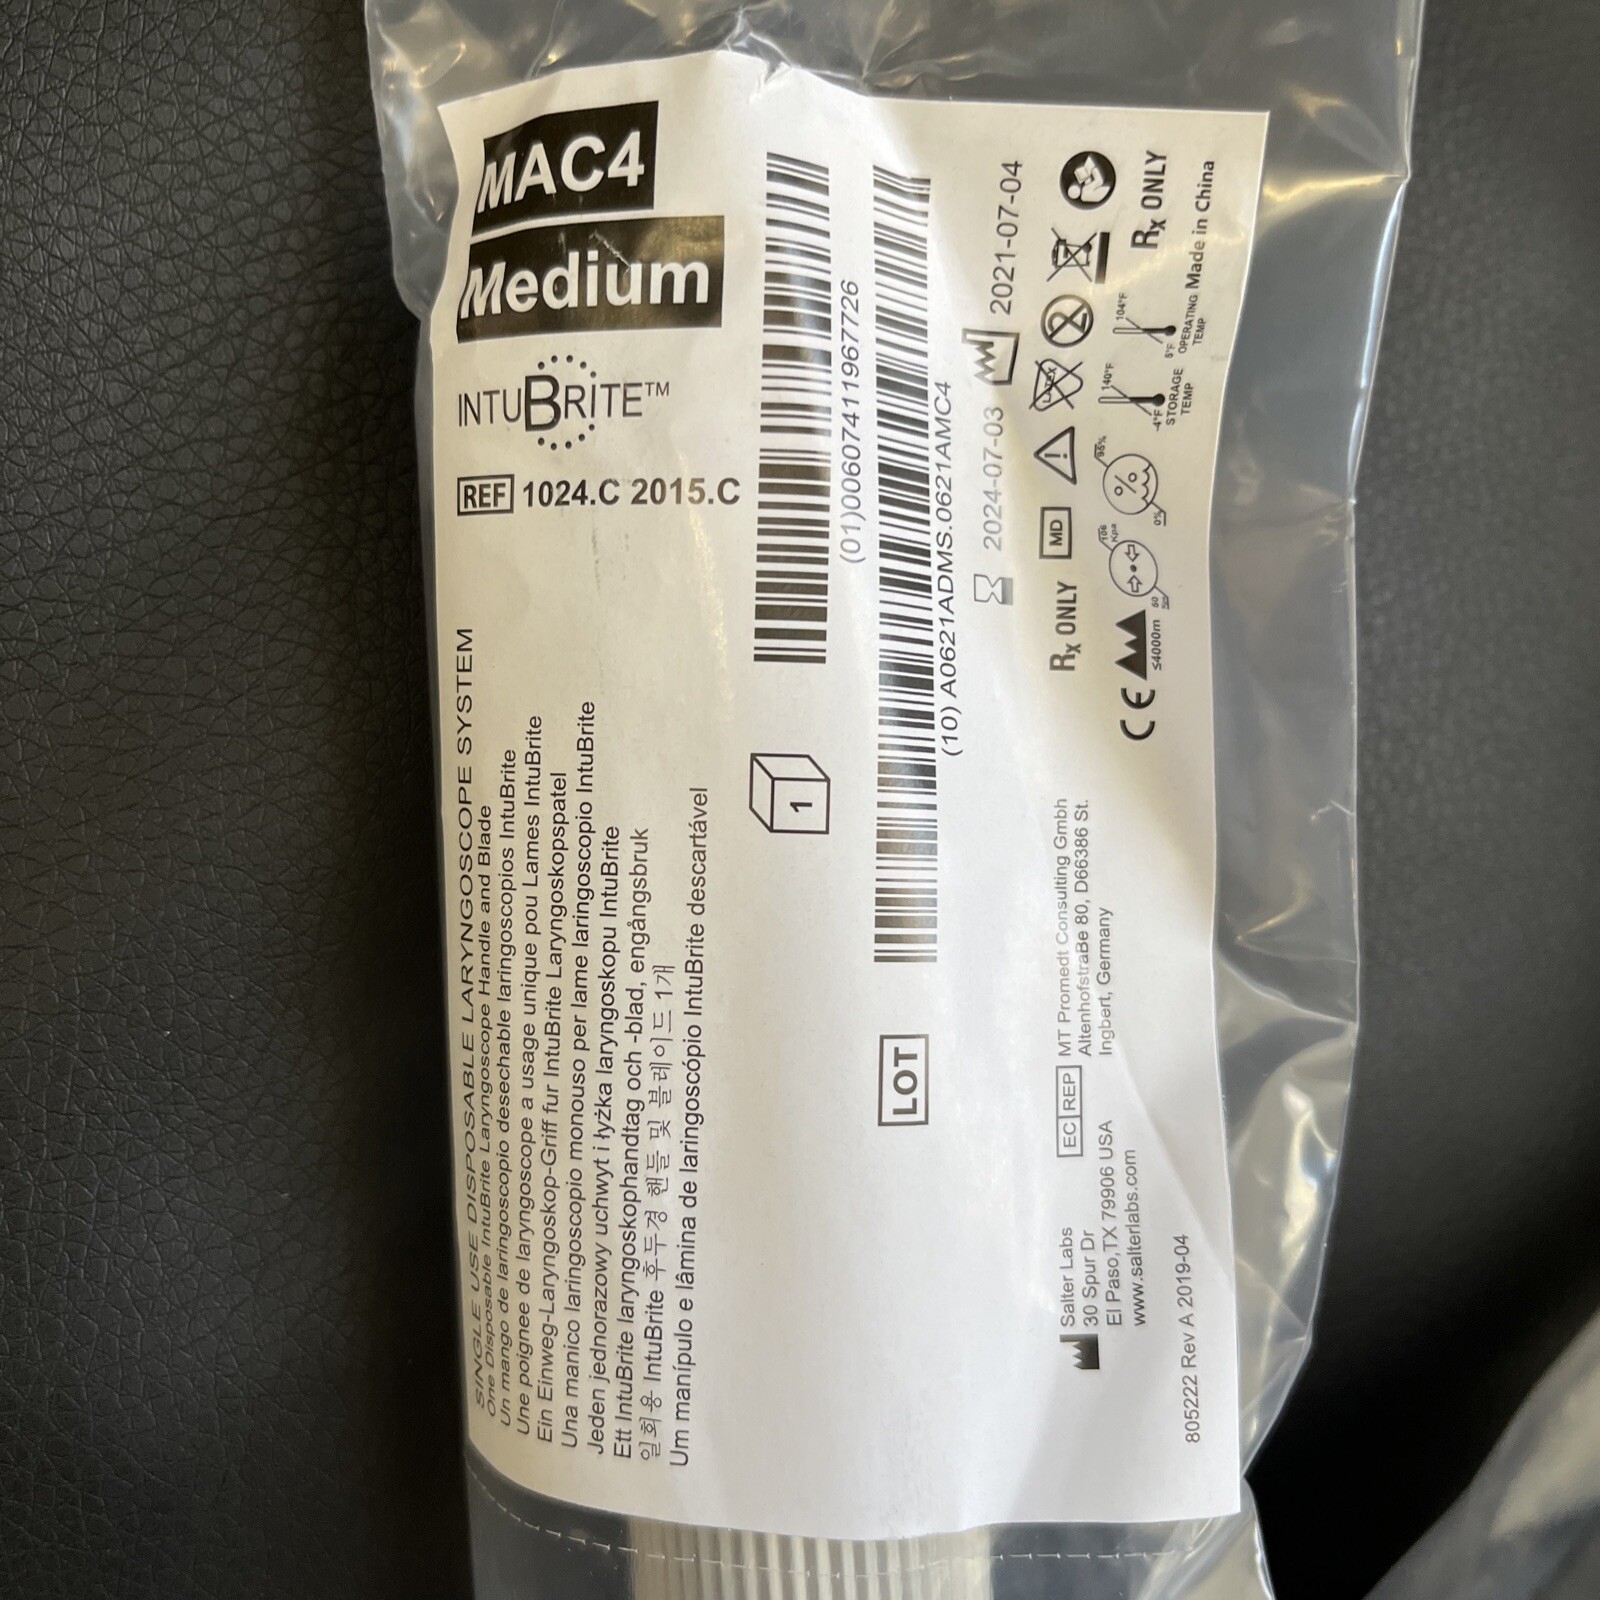 SINGLE USE DISPOSABLE LARYNGOSCOPE SYSTEM
One Disposable IntuBrite Laryngoscope Handle and Blade
Un mango de laringoscopio desechable laringoscopios IntuBrite
Une poignee de laryngoscope a usage unique pou Lames IntuBrite
Ein Einweg-Laryngoskop-Griff fur IntuBrite Laryngoskopspatel
Una manico laringoscopio monouso per lame laringoscopio IntuBrite
Jeden jednorazowy uchwyt i łyżka laryngoskopu IntuBrite
Ett IntuBrite laryngoskophandtag och -blad, engångsbruk
일회용 IntuBrite 후두경 핸들 및 블레이드 1개
Um manípulo e lâmina de laringoscópio IntuBrite descartável
REF 1024.C 2015.C
INTUBRITE™
MAC4
Medium
1
(01)00607411967726
LOT
(10) A0621ADMS.0621AMC4
2024-07-03
2021-07-04
Salter Labs
30 Spur Dr
El Paso,TX 79906 USA
www.salterlabs.com
EC REP
MT Promedt Consulting Gmbh
AltenhofstraBe 80, D66386 St.
Ingbert, Germany
Rx ONLY
MD
LATEX
2
CE
≤4000m
60
106
Kpa
%
0%
95%
-4°F
140°F
STORAGE
TEMP
104°F
OPERATING
TEMP
Rx ONLY
Made in China
805222 Rev A 2019-04